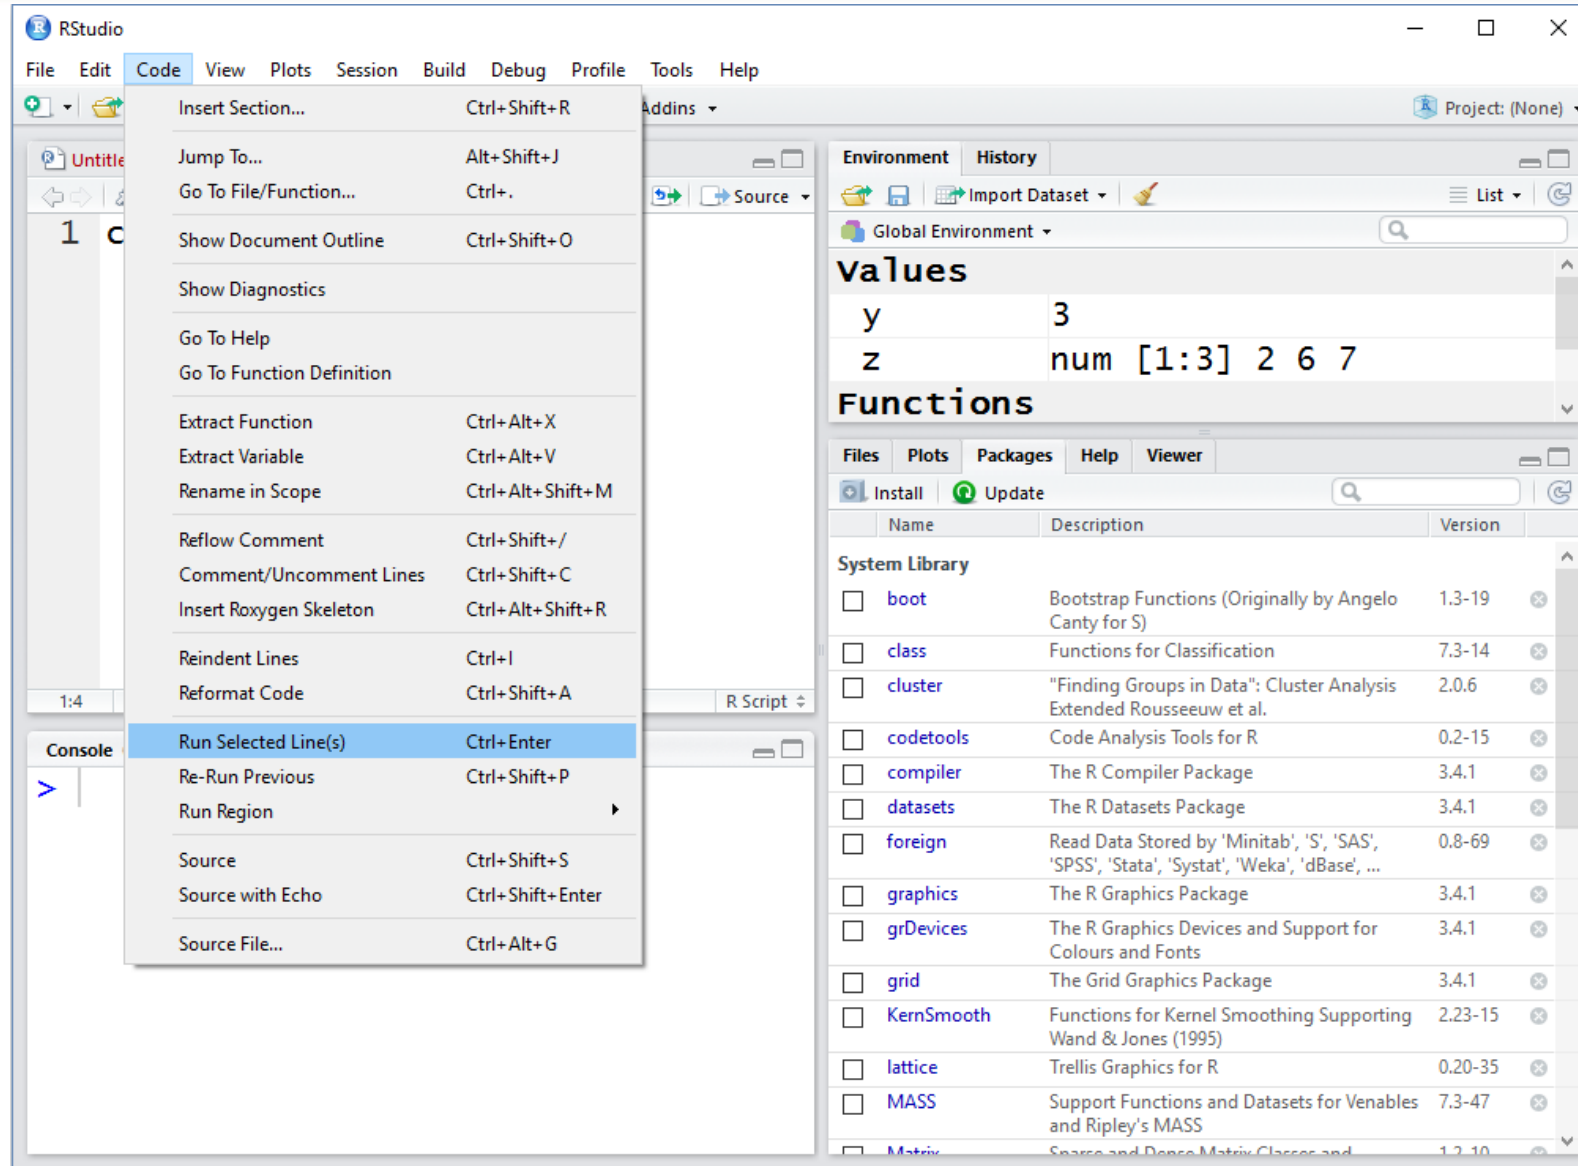 RStudio
File Edit Code View Plots Session Build Debug Profile Tools Help
Addins
Project: (None)
Insert Section... Ctrl+Shift+R
Jump To... Alt+Shift+J
Go To File/Function... Ctrl+.
Show Document Outline Ctrl+Shift+O
Show Diagnostics
Go To Help
Go To Function Definition
Extract Function Ctrl+Alt+X
Extract Variable Ctrl+Alt+V
Rename in Scope Ctrl+Alt+Shift+M
Reflow Comment Ctrl+Shift+/
Comment/Uncomment Lines Ctrl+Shift+C
Insert Roxygen Skeleton Ctrl+Alt+Shift+R
Reindent Lines Ctrl+I
Reformat Code Ctrl+Shift+A
Run Selected Line(s) Ctrl+Enter
Re-Run Previous Ctrl+Shift+P
Run Region
Source Ctrl+Shift+S
Source with Echo Ctrl+Shift+Enter
Source File... Ctrl+Alt+G
Untitle
Source
1 c
1:4 R Script
Console
>
Environment History
Import Dataset List
Global Environment
Values
y 3
z num [1:3] 2 6 7
Functions
Files Plots Packages Help Viewer
Install Update
Name Description Version
System Library
boot Bootstrap Functions (Originally by Angelo 1.3-19
Canty for S)
class Functions for Classification 7.3-14
cluster "Finding Groups in Data": Cluster Analysis 2.0.6
Extended Rousseeuw et al.
codetools Code Analysis Tools for R 0.2-15
compiler The R Compiler Package 3.4.1
datasets The R Datasets Package 3.4.1
foreign Read Data Stored by 'Minitab', 'S', 'SAS', 0.8-69
'SPSS', 'Stata', 'Systat', 'Weka', 'dBase', ...
graphics The R Graphics Package 3.4.1
grDevices The R Graphics Devices and Support for 3.4.1
Colours and Fonts
grid The Grid Graphics Package 3.4.1
KernSmooth Functions for Kernel Smoothing Supporting 2.23-15
Wand & Jones (1995)
lattice Trellis Graphics for R 0.20-35
MASS Support Functions and Datasets for Venables 7.3-47
and Ripley's MASS
Matrix Sparse and Dense Matrix Classes and 1.2-10